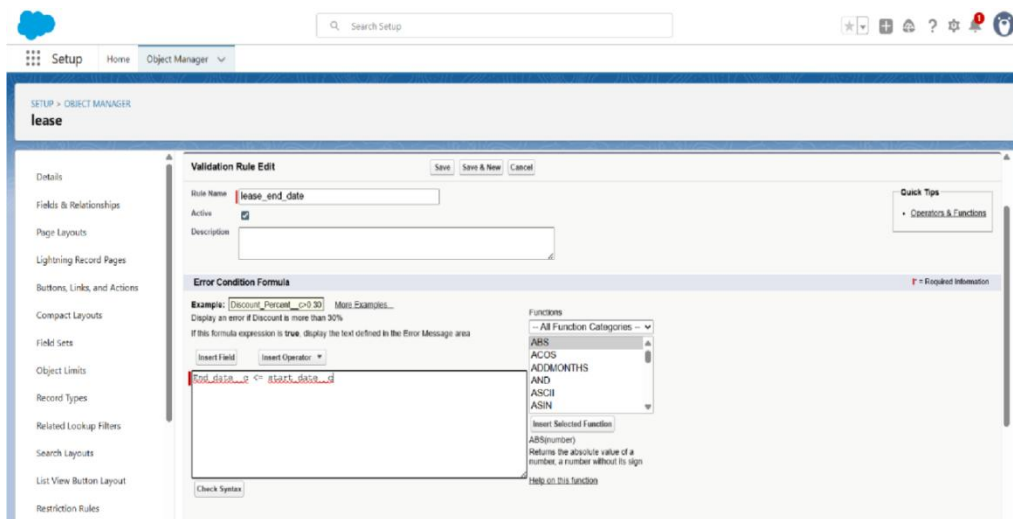 Search Setup
?
Setup Home Object Manager
SETUP > OBJECT MANAGER
lease
Details
Fields & Relationships
Page Layouts
Lightning Record Pages
Buttons, Links, and Actions
Compact Layouts
Field Sets
Object Limits
Record Types
Related Lookup Filters
Search Layouts
List View Button Layout
Restriction Rules
Validation Rule Edit Save Save & New Cancel
Rule Name lease_end_date
Active
Description
Quick Tips
• Operators & Functions
Error Condition Formula = Required Information
Example: Discount_Percent__c>0.30 More Examples...
Display an error if Discount is more than 30%
If this formula expression is true, display the text defined in the Error Message area
Insert Field Insert Operator
End_date__c <= start_date__c
Check Syntax
Functions
-- All Function Categories --
ABS
ACOS
ADDMONTHS
AND
ASCII
ASIN
Insert Selected Function
ABS(number)
Returns the absolute value of a
number, a number without its sign
Help on this function